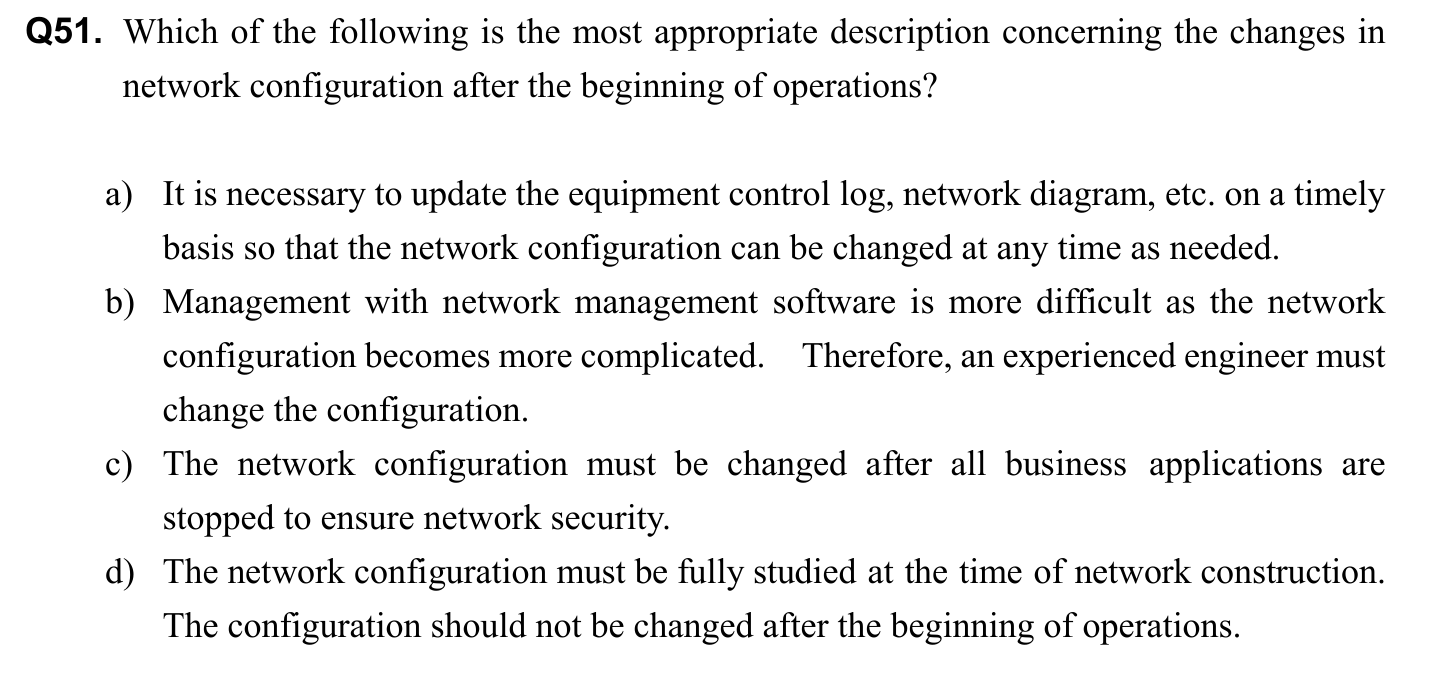 Q51. Which of the following is the most appropriate description concerning the changes in
network configuration after the beginning of operations?
a) It is necessary to update the equipment control log, network diagram, etc. on a timely
basis so that the network configuration can be changed at any time as needed.
b) Management with network management software is more difficult as the network
configuration becomes more complicated. Therefore, an experienced engineer must
change the configuration.
c) The network configuration must be changed after all business applications are
stopped to ensure network security.
d) The network configuration must be fully studied at the time of network construction.
The configuration should not be changed after the beginning of operations.